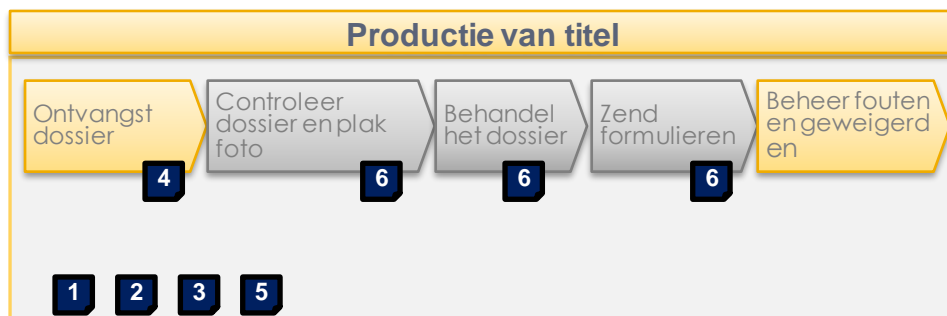 Productie van titel
Ontvangst
dossier
4
Controleer
dossier en plak
foto
6
Behandel
het dossier
6
Zend
formulieren
6
Beheer fouten
en geweigerd
en
1 2 3 5